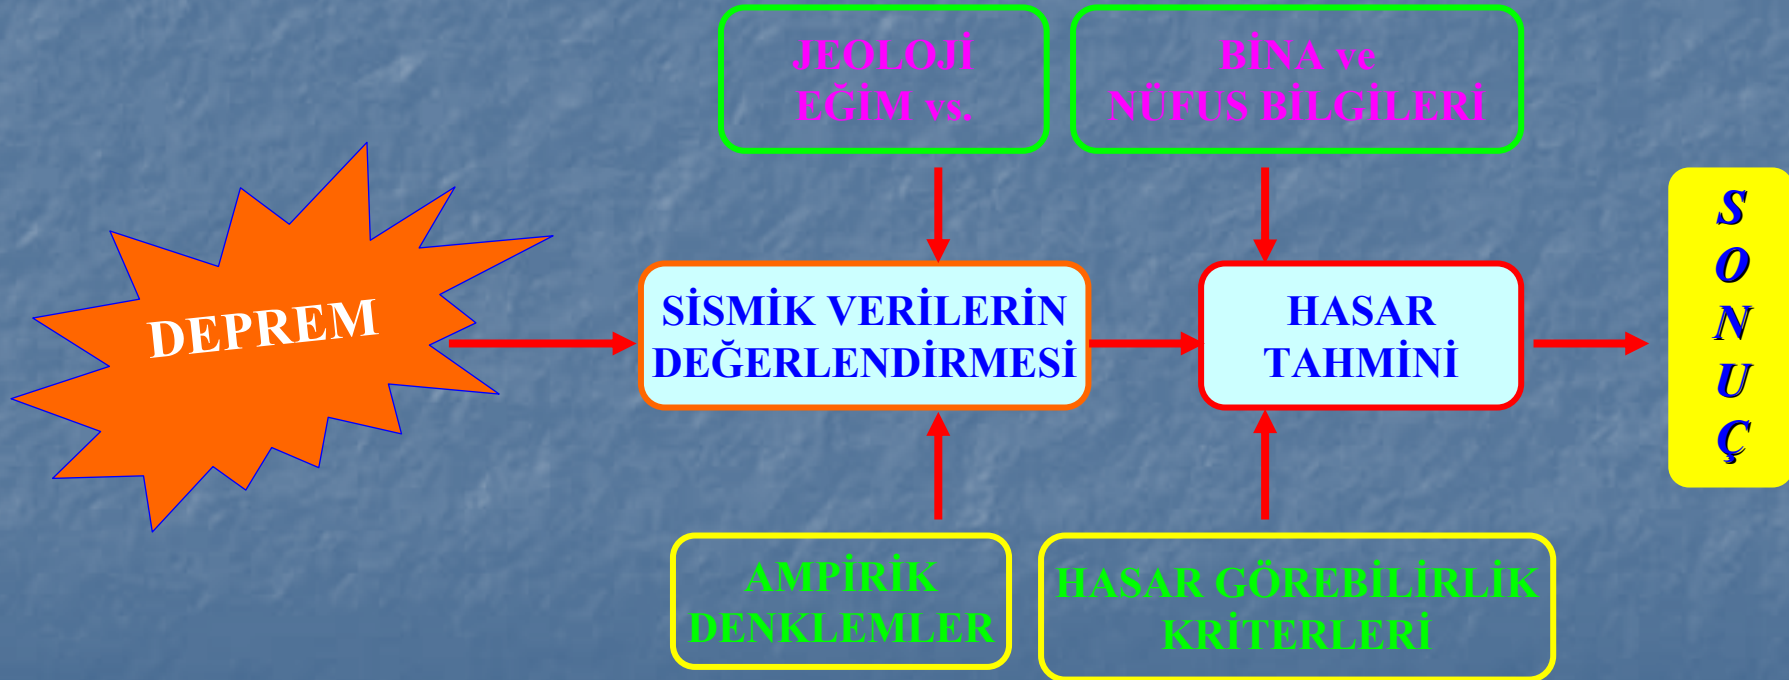 JEOLOJİ
EĞİM vs.
BİNA ve
NÜFUS BİLGİLERİ
DEPREM
SİSMİK VERİLERİN
DEĞERLENDİRMESİ
HASAR
TAHMİNİ
S
O
N
U
Ç
AMPİRİK
DENKLEMLER
HASAR GÖREBİLİRLİK
KRİTERLERİ